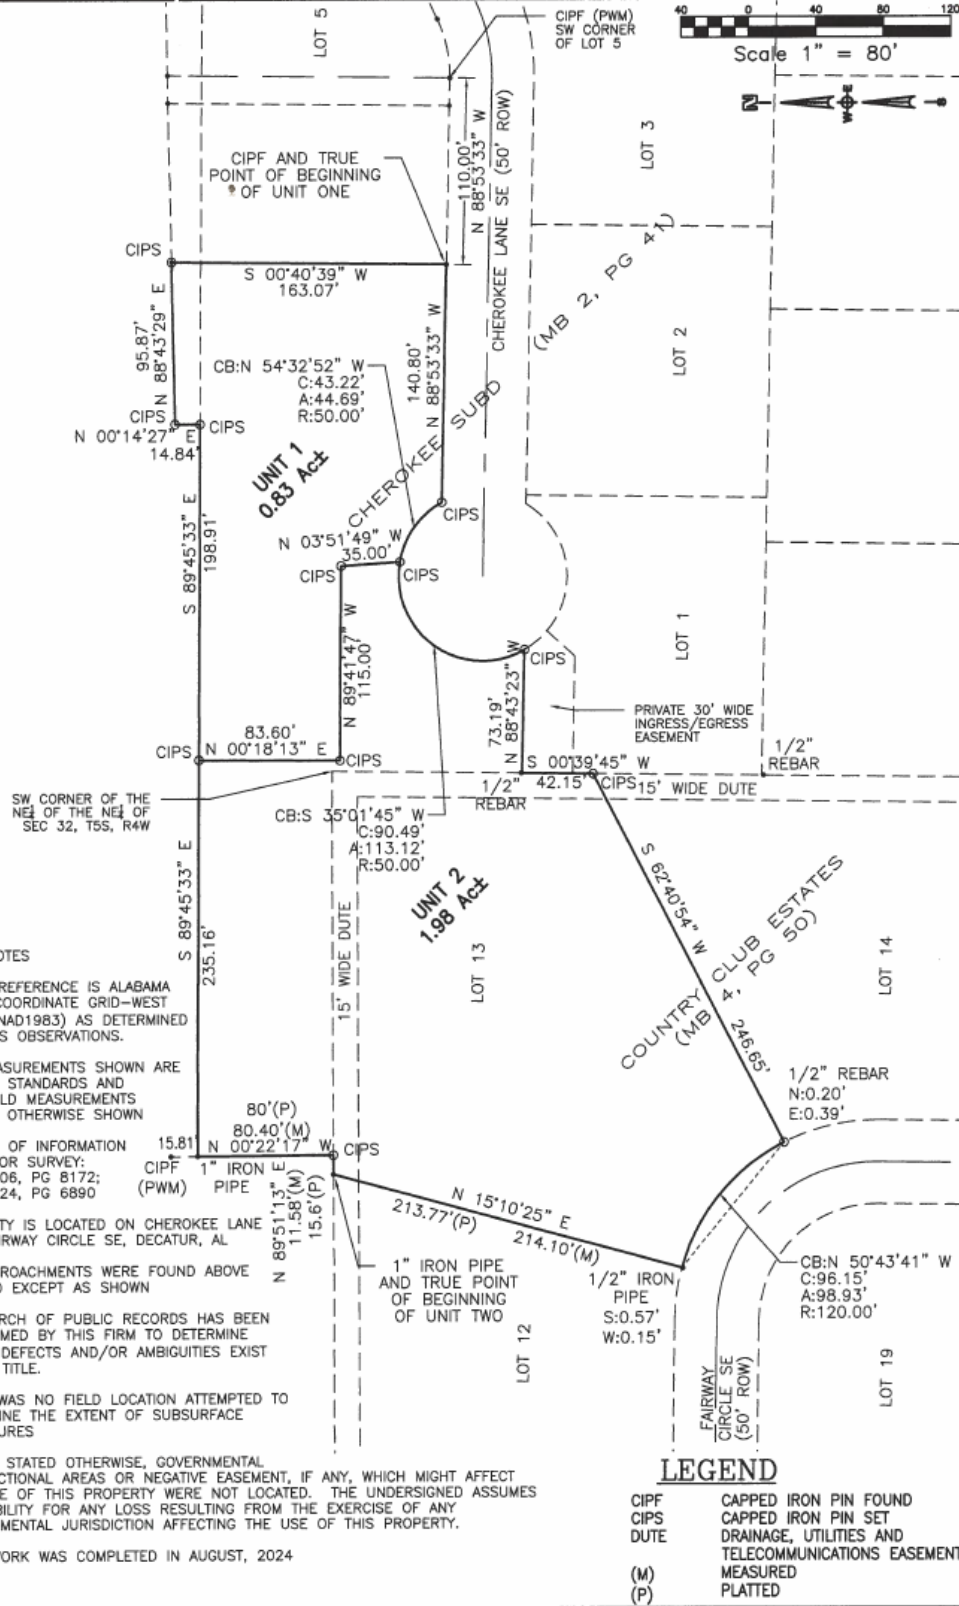 LOT 5
CIPF (PWM)
SW CORNER
OF LOT 5
40 0 40 80 120
Scale 1" = 80'
N
E
W
S
CIPF AND TRUE
POINT OF BEGINNING
OF UNIT ONE
110.00'
N 88°53'33" W
CHEROKEE LANE SE (50' ROW)
LOT 3
CIPS
S 00°40'39" W
163.07'
95.87'
N 88°43'29" E
CB:N 54°32'52" W
C:43.22'
A:44.69'
R:50.00'
140.80'
N 88°53'33" W
CHEROKEE SUBD
(MB 2, PG 41)
LOT 2
CIPS
CIPS
N 00°14'27" E
14.84'
UNIT 1
0.83 Ac±
S 89°45'33" E
198.91'
CIPS
N 03°51'49" W
35.00'
CIPS
CIPS
N 89°41'47" W
115.00'
CIPS
LOT 1
73.19'
N 88°43'23" W
PRIVATE 30' WIDE
INGRESS/EGRESS
EASEMENT
83.60'
CIPS
N 00°18'13" E
CIPS
1/2"
REBAR
S 00°39'45" W
42.15'
CIPS
1/2"
REBAR
15' WIDE DUTE
SW CORNER OF THE
NE¼ OF THE NE¼ OF
SEC 32, T5S, R4W
CB:S 35°01'45" W
C:90.49'
A:113.12'
R:50.00'
S 89°45'33" E
235.16'
UNIT 2
1.98 Ac±
15' WIDE DUTE
LOT 13
S 62°40'54" W
246.65'
COUNTRY CLUB ESTATES
(MB 4, PG 50)
LOT 14
OTES
REFERENCE IS ALABAMA
COORDINATE GRID-WEST
NAD1983) AS DETERMINED
S OBSERVATIONS.
ASUREMENTS SHOWN ARE
STANDARDS AND
LD MEASUREMENTS
OTHERWISE SHOWN
OF INFORMATION
OR SURVEY:
06, PG 8172;
24, PG 6890
TY IS LOCATED ON CHEROKEE LANE
IRWAY CIRCLE SE, DECATUR, AL
ROACHMENTS WERE FOUND ABOVE
) EXCEPT AS SHOWN
RCH OF PUBLIC RECORDS HAS BEEN
MED BY THIS FIRM TO DETERMINE
DEFECTS AND/OR AMBIGUITIES EXIST
TITLE.
WAS NO FIELD LOCATION ATTEMPTED TO
INE THE EXTENT OF SUBSURFACE
URES
STATED OTHERWISE, GOVERNMENTAL
CTIONAL AREAS OR NEGATIVE EASEMENT, IF ANY, WHICH MIGHT AFFECT
E OF THIS PROPERTY WERE NOT LOCATED. THE UNDERSIGNED ASSUMES
BILITY FOR ANY LOSS RESULTING FROM THE EXERCISE OF ANY
MENTAL JURISDICTION AFFECTING THE USE OF THIS PROPERTY.
WORK WAS COMPLETED IN AUGUST, 2024
80'(P)
80.40'(M)
15.81'
N 00°22'17" W
CIPS
CIPF
(PWM)
1" IRON
PIPE
N 89°51'13" E
11.58'(M)
15.6'(P)
N 15°10'25" E
213.77'(P)
214.10'(M)
1" IRON PIPE
AND TRUE POINT
OF BEGINNING
OF UNIT TWO
1/2" REBAR
N:0.20'
E:0.39'
1/2" IRON
PIPE
S:0.57'
W:0.15'
CB:N 50°43'41" W
C:96.15'
A:98.93'
R:120.00'
LOT 12
FAIRWAY
CIRCLE SE
(50' ROW)
LOT 19
LEGEND
CIPF CAPPED IRON PIN FOUND
CIPS CAPPED IRON PIN SET
DUTE DRAINAGE, UTILITIES AND
TELECOMMUNICATIONS EASEMENT
(M) MEASURED
(P) PLATTED